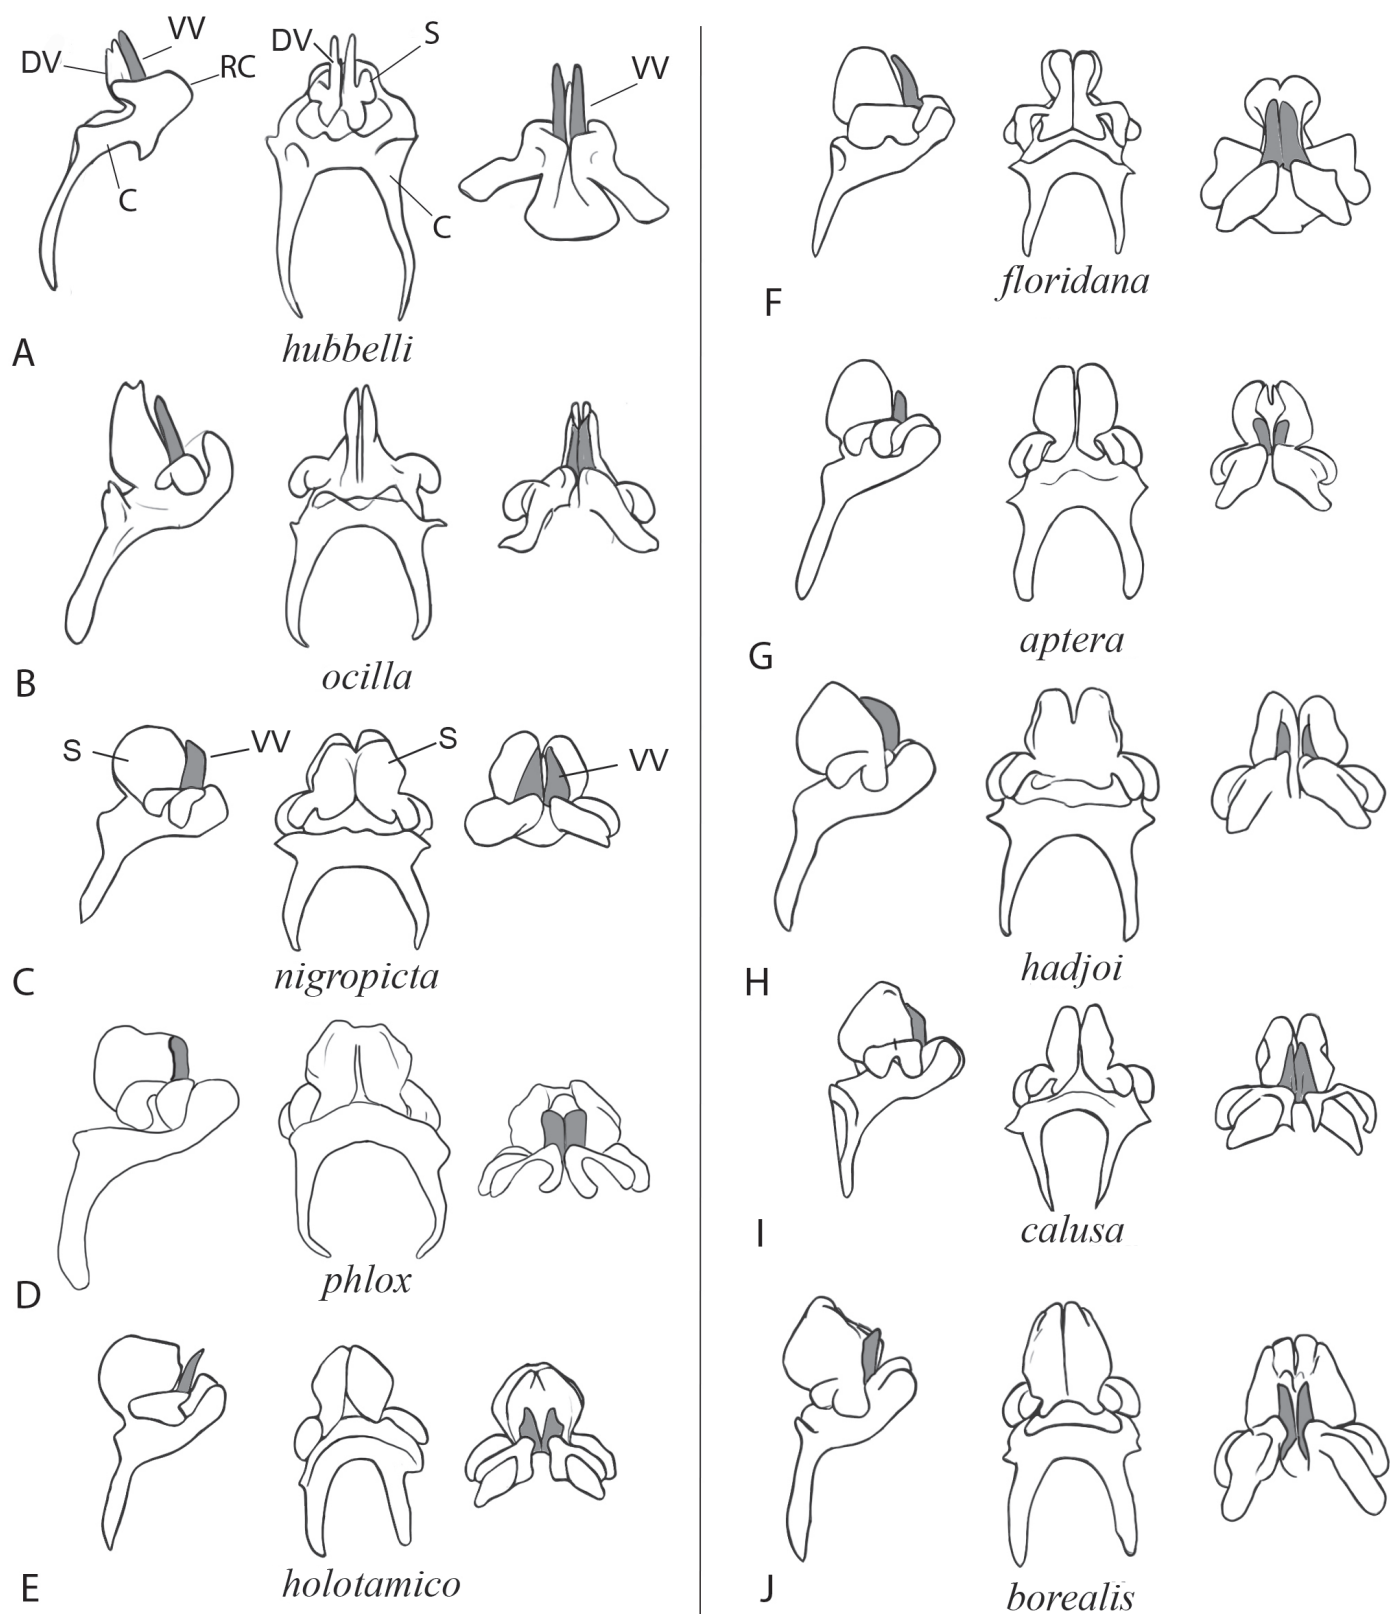 VV
DV
RC
C
DV
S
C
VV
A
hubbelli
B
ocilla
S
VV
S
VV
C
nigropicta
D
phlox
E
holotamico
F
floridana
G
aptera
H
hadjoi
I
calusa
J
borealis